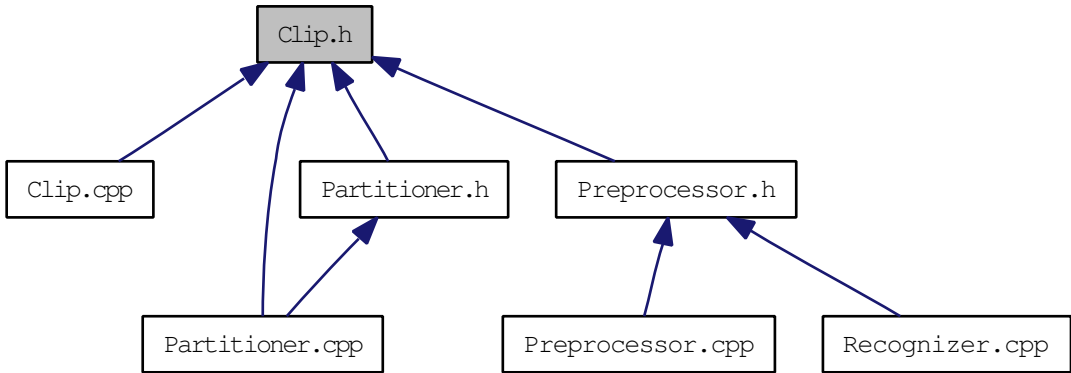 Clip.h
Clip.cpp
Partitioner.h
Preprocessor.h
Partitioner.cpp
Preprocessor.cpp
Recognizer.cpp